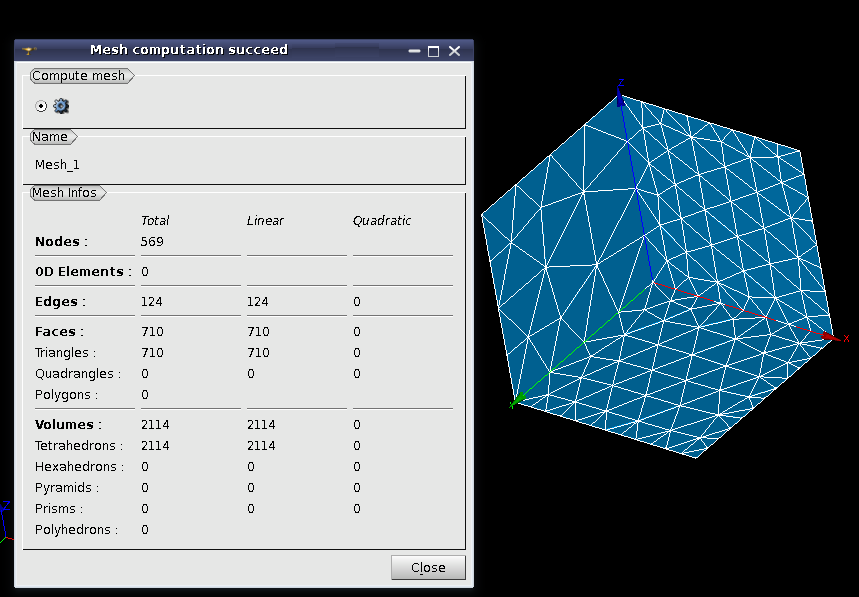 Mesh computation succeed
Compute mesh
Name
Mesh_1
Mesh Infos
Total Linear Quadratic
Nodes : 569
0D Elements : 0
Edges : 124 124 0
Faces : 710 710 0
Triangles : 710 710 0
Quadrangles : 0 0 0
Polygons : 0
Volumes : 2114 2114 0
Tetrahedrons : 2114 2114 0
Hexahedrons : 0 0 0
Pyramids : 0 0 0
Prisms : 0 0 0
Polyhedrons : 0
Close
Z
X
Y
Z